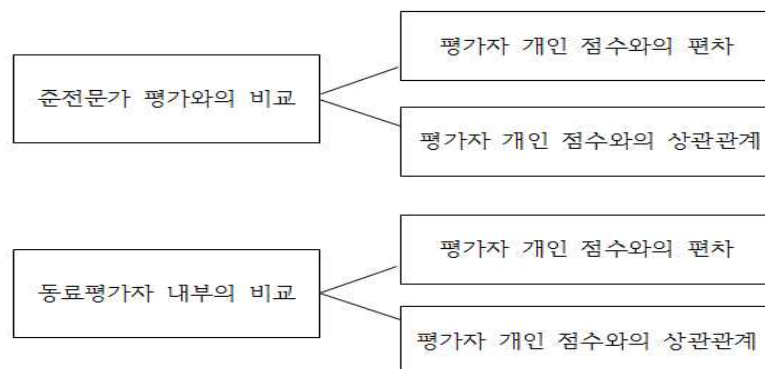 평가자 개인 점수와의 편차
준전문가 평가와의 비교
평가자 개인 점수와의 상관관계
평가자 개인 점수와의 편차
동료평가자 내부의 비교
평가자 개인 점수와의 상관관계